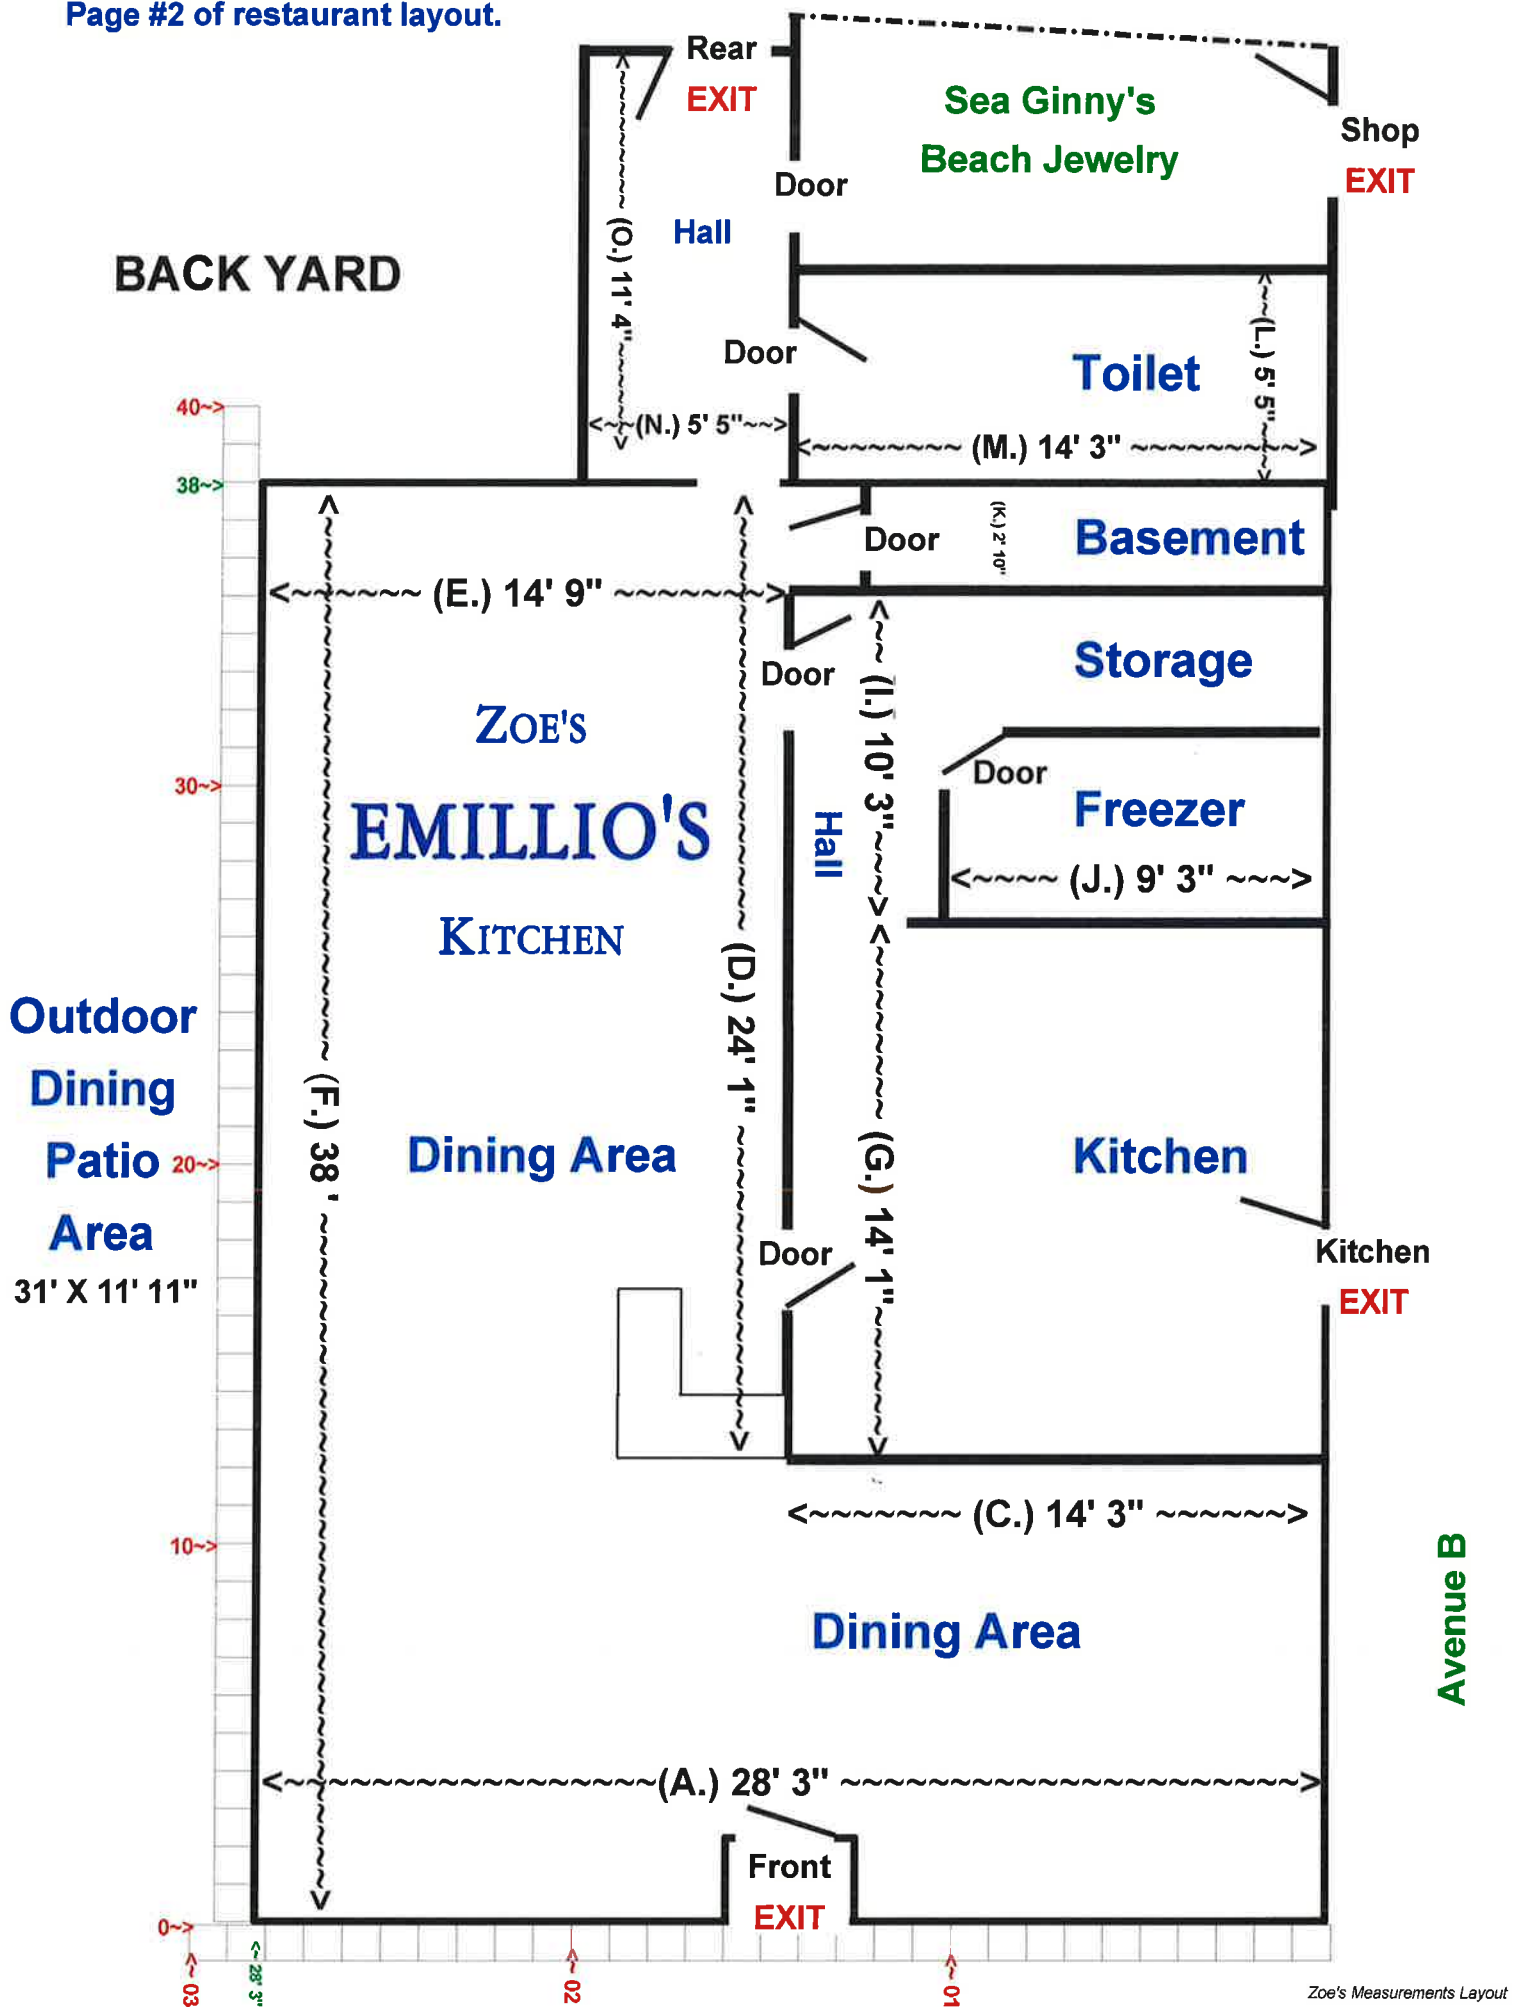 Page #2 of restaurant layout.
Rear
EXIT
Sea Ginny's
Beach Jewelry
Shop
EXIT
Door
Hall
(O.) 11' 4"
BACK YARD
Door
Toilet
(L.) 5' 5"
(N.) 5' 5"
(M.) 14' 3"
40~>
38~>
Door
(K.) 2' 10"
Basement
(E.) 14' 9"
Storage
Door
(I.) 10' 3"
ZOE'S
Door
30~>
EMILLIO'S
Hall
Freezer
(J.) 9' 3"
KITCHEN
(D.) 24' 1"
Outdoor
Dining
Patio
Area
31' X 11' 11"
20~>
(F.) 38'
Dining Area
(G.) 14' 1"
Kitchen
Door
Kitchen
EXIT
(C.) 14' 3"
10~>
Dining Area
Avenue B
(A.) 28' 3"
Front
EXIT
0~>
<~ 03
<~ 28' 3"
<~ 02
<~ 01
Zoe's Measurements Layout